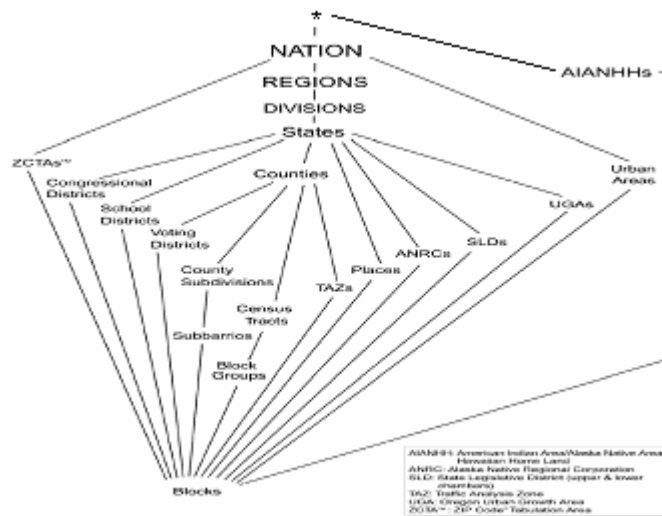 *
NATION
AIANHHs
REGIONS
DIVISIONS
States
ZCTAs™
Counties
Urban
Areas
Congressional
Districts
School
Districts
UGAs
Voting
Districts
SLDs
ANRCs
County
Subdivisions
Places
TAZs
Census
Tracts
Subbarrios
Block
Groups
Blocks
AIANHH: American Indian Area/Alaska Native Area
Hawaiian Home Land
ANRC: Alaska Native Regional Corporation
SLD: State Legislative District (upper & lower
chambers)
TAZ: Traffic Analysis Zone
UGA: Oregon Urban Growth Area
ZCTA™: ZIP Code® Tabulation Area